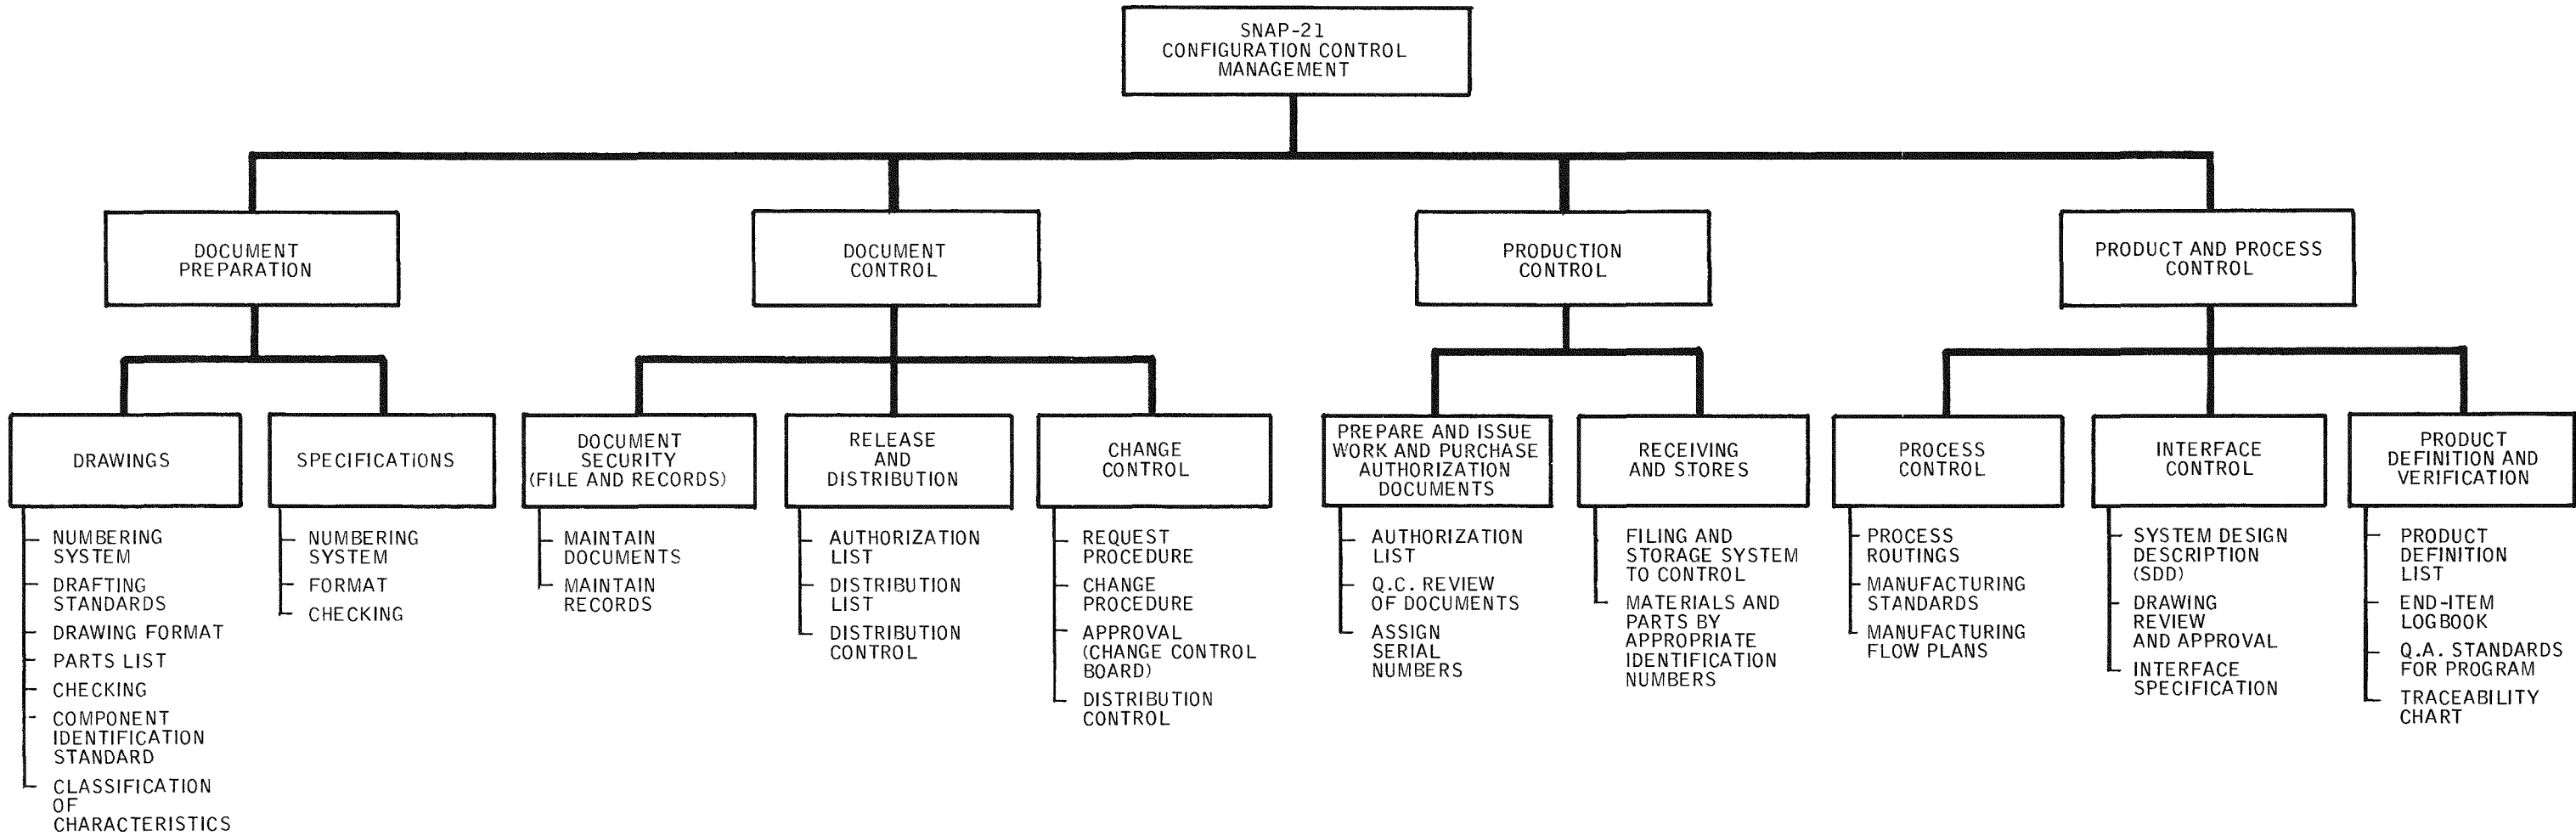 SNAP-21
CONFIGURATION CONTROL
MANAGEMENT
DOCUMENT
PREPARATION
DOCUMENT
CONTROL
PRODUCTION
CONTROL
PRODUCT AND PROCESS
CONTROL
DRAWINGS
SPECIFICATIONS
DOCUMENT
SECURITY
(FILE AND RECORDS)
RELEASE
AND
DISTRIBUTION
CHANGE
CONTROL
PREPARE AND ISSUE
WORK AND PURCHASE
AUTHORIZATION
DOCUMENTS
RECEIVING
AND STORES
PROCESS
CONTROL
INTERFACE
CONTROL
PRODUCT
DEFINITION AND
VERIFICATION
NUMBERING
SYSTEM
DRAFTING
STANDARDS
DRAWING FORMAT
PARTS LIST
CHECKING
COMPONENT
IDENTIFICATION
STANDARD
CLASSIFICATION
OF
CHARACTERISTICS
NUMBERING
SYSTEM
FORMAT
CHECKING
MAINTAIN
DOCUMENTS
MAINTAIN
RECORDS
AUTHORIZATION
LIST
DISTRIBUTION
LIST
DISTRIBUTION
CONTROL
REQUEST
PROCEDURE
CHANGE
PROCEDURE
APPROVAL
(CHANGE CONTROL
BOARD)
DISTRIBUTION
CONTROL
AUTHORIZATION
LIST
Q.C. REVIEW
OF DOCUMENTS
ASSIGN
SERIAL
NUMBERS
FILING AND
STORAGE SYSTEM
TO CONTROL
MATERIALS AND
PARTS BY
APPROPRIATE
IDENTIFICATION
NUMBERS
PROCESS
ROUTINGS
MANUFACTURING
STANDARDS
MANUFACTURING
FLOW PLANS
SYSTEM DESIGN
DESCRIPTION
(SDD)
DRAWING
REVIEW
AND APPROVAL
INTERFACE
SPECIFICATION
PRODUCT
DEFINITION
LIST
END-ITEM
LOGBOOK
Q.A. STANDARDS
FOR PROGRAM
TRACEABILITY
CHART